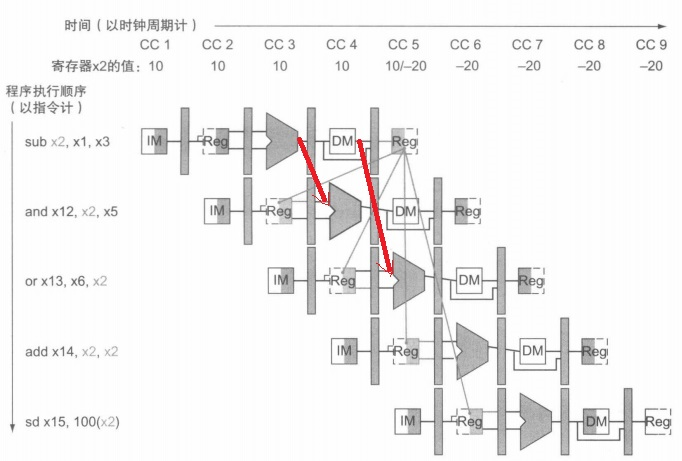 时间（以时钟周期计）
CC 1 CC 2 CC 3 CC 4 CC 5 CC 6 CC 7 CC 8 CC 9
寄存器x2的值： 10 10 10 10 10/–20 –20 –20 –20 –20
程序执行顺序
（以指令计）
sub x2, x1, x3 IM Reg DM Reg
and x12, x2, x5 IM Reg DM Reg
or x13, x6, x2 IM Reg DM Reg
add x14, x2, x2 IM Reg DM Reg
sd x15, 100(x2) IM Reg DM Reg